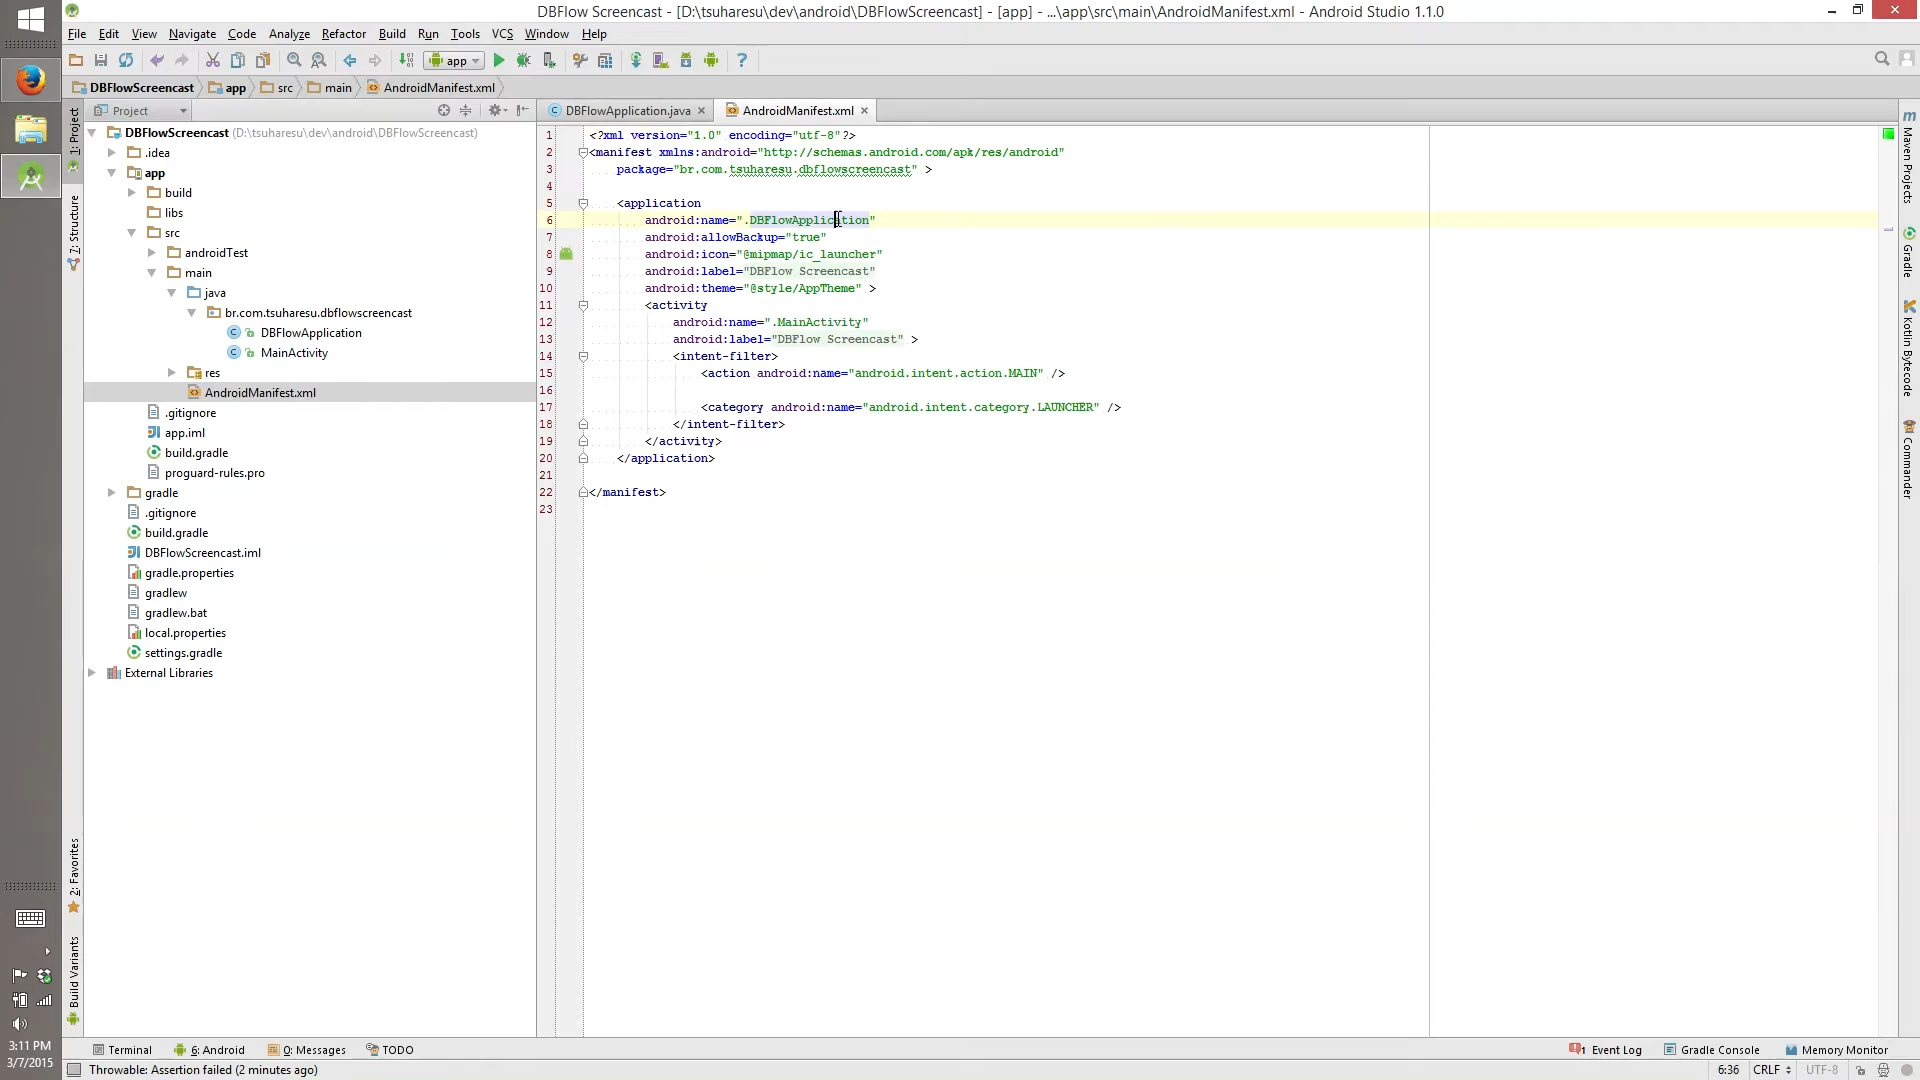 DBFlow Screencast - [D:\tsuharesu\dev\android\DBFlowScreencast] - [app] - ...\app\src\main\AndroidManifest.xml - Android Studio 1.1.0
File Edit View Navigate Code Analyze Refactor Build Run Tools VCS Window Help
app
DBFlowScreencast app src main AndroidManifest.xml
Project
DBFlowApplication.java AndroidManifest.xml
1: Project
7: Structure
2: Favorites
Build Variants
DBFlowScreencast (D:\tsuharesu\dev\android\DBFlowScreencast)
.idea
app
build
libs
src
androidTest
main
java
br.com.tsuharesu.dbflowscreencast
DBFlowApplication
MainActivity
res
AndroidManifest.xml
.gitignore
app.iml
build.gradle
proguard-rules.pro
gradle
.gitignore
build.gradle
DBFlowScreencast.iml
gradle.properties
gradlew
gradlew.bat
local.properties
settings.gradle
External Libraries
1 <?xml version="1.0" encoding="utf-8"?>
2 <manifest xmlns:android="http://schemas.android.com/apk/res/android"
3 package="br.com.tsuharesu.dbflowscreencast" >
4
5 <application
6 android:name=".DBFlowApplication"
7 android:allowBackup="true"
8 android:icon="@mipmap/ic_launcher"
9 android:label="DBFlow Screencast"
10 android:theme="@style/AppTheme" >
11 <activity
12 android:name=".MainActivity"
13 android:label="DBFlow Screencast" >
14 <intent-filter>
15 <action android:name="android.intent.action.MAIN" />
16
17 <category android:name="android.intent.category.LAUNCHER" />
18 </intent-filter>
19 </activity>
20 </application>
21
22 </manifest>
23
Maven Projects
Gradle
Kotlin Bytecode
Commander
Terminal 6: Android 0: Messages TODO
1 Event Log Gradle Console Memory Monitor
Throwable: Assertion failed (2 minutes ago)
6:36 CRLF UTF-8
3:11 PM
3/7/2015